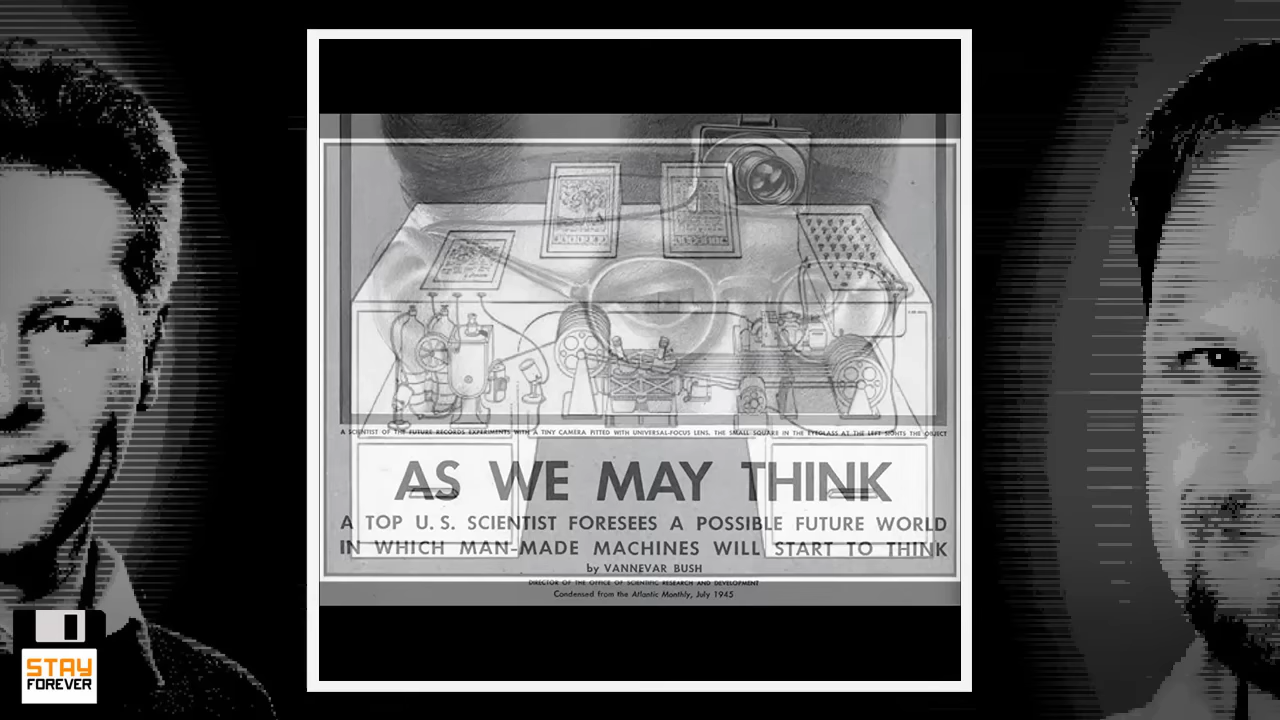 A SCIENTIST OF THE FUTURE RECORDS EXPERIMENTS WITH A TINY CAMERA FITTED WITH UNIVERSAL-FOCUS LENS. THE SMALL SQUARE IN THE EYEGLASS AT THE LEFT SIGHTS THE OBJECT
AS WE MAY THINK
A TOP U.S. SCIENTIST FORESEES A POSSIBLE FUTURE WORLD
IN WHICH MAN-MADE MACHINES WILL START TO THINK
by VANNEVAR BUSH
DIRECTOR OF THE OFFICE OF SCIENTIFIC RESEARCH AND DEVELOPMENT
Condensed from the Atlantic Monthly, July 1945
STAY
FOREVER